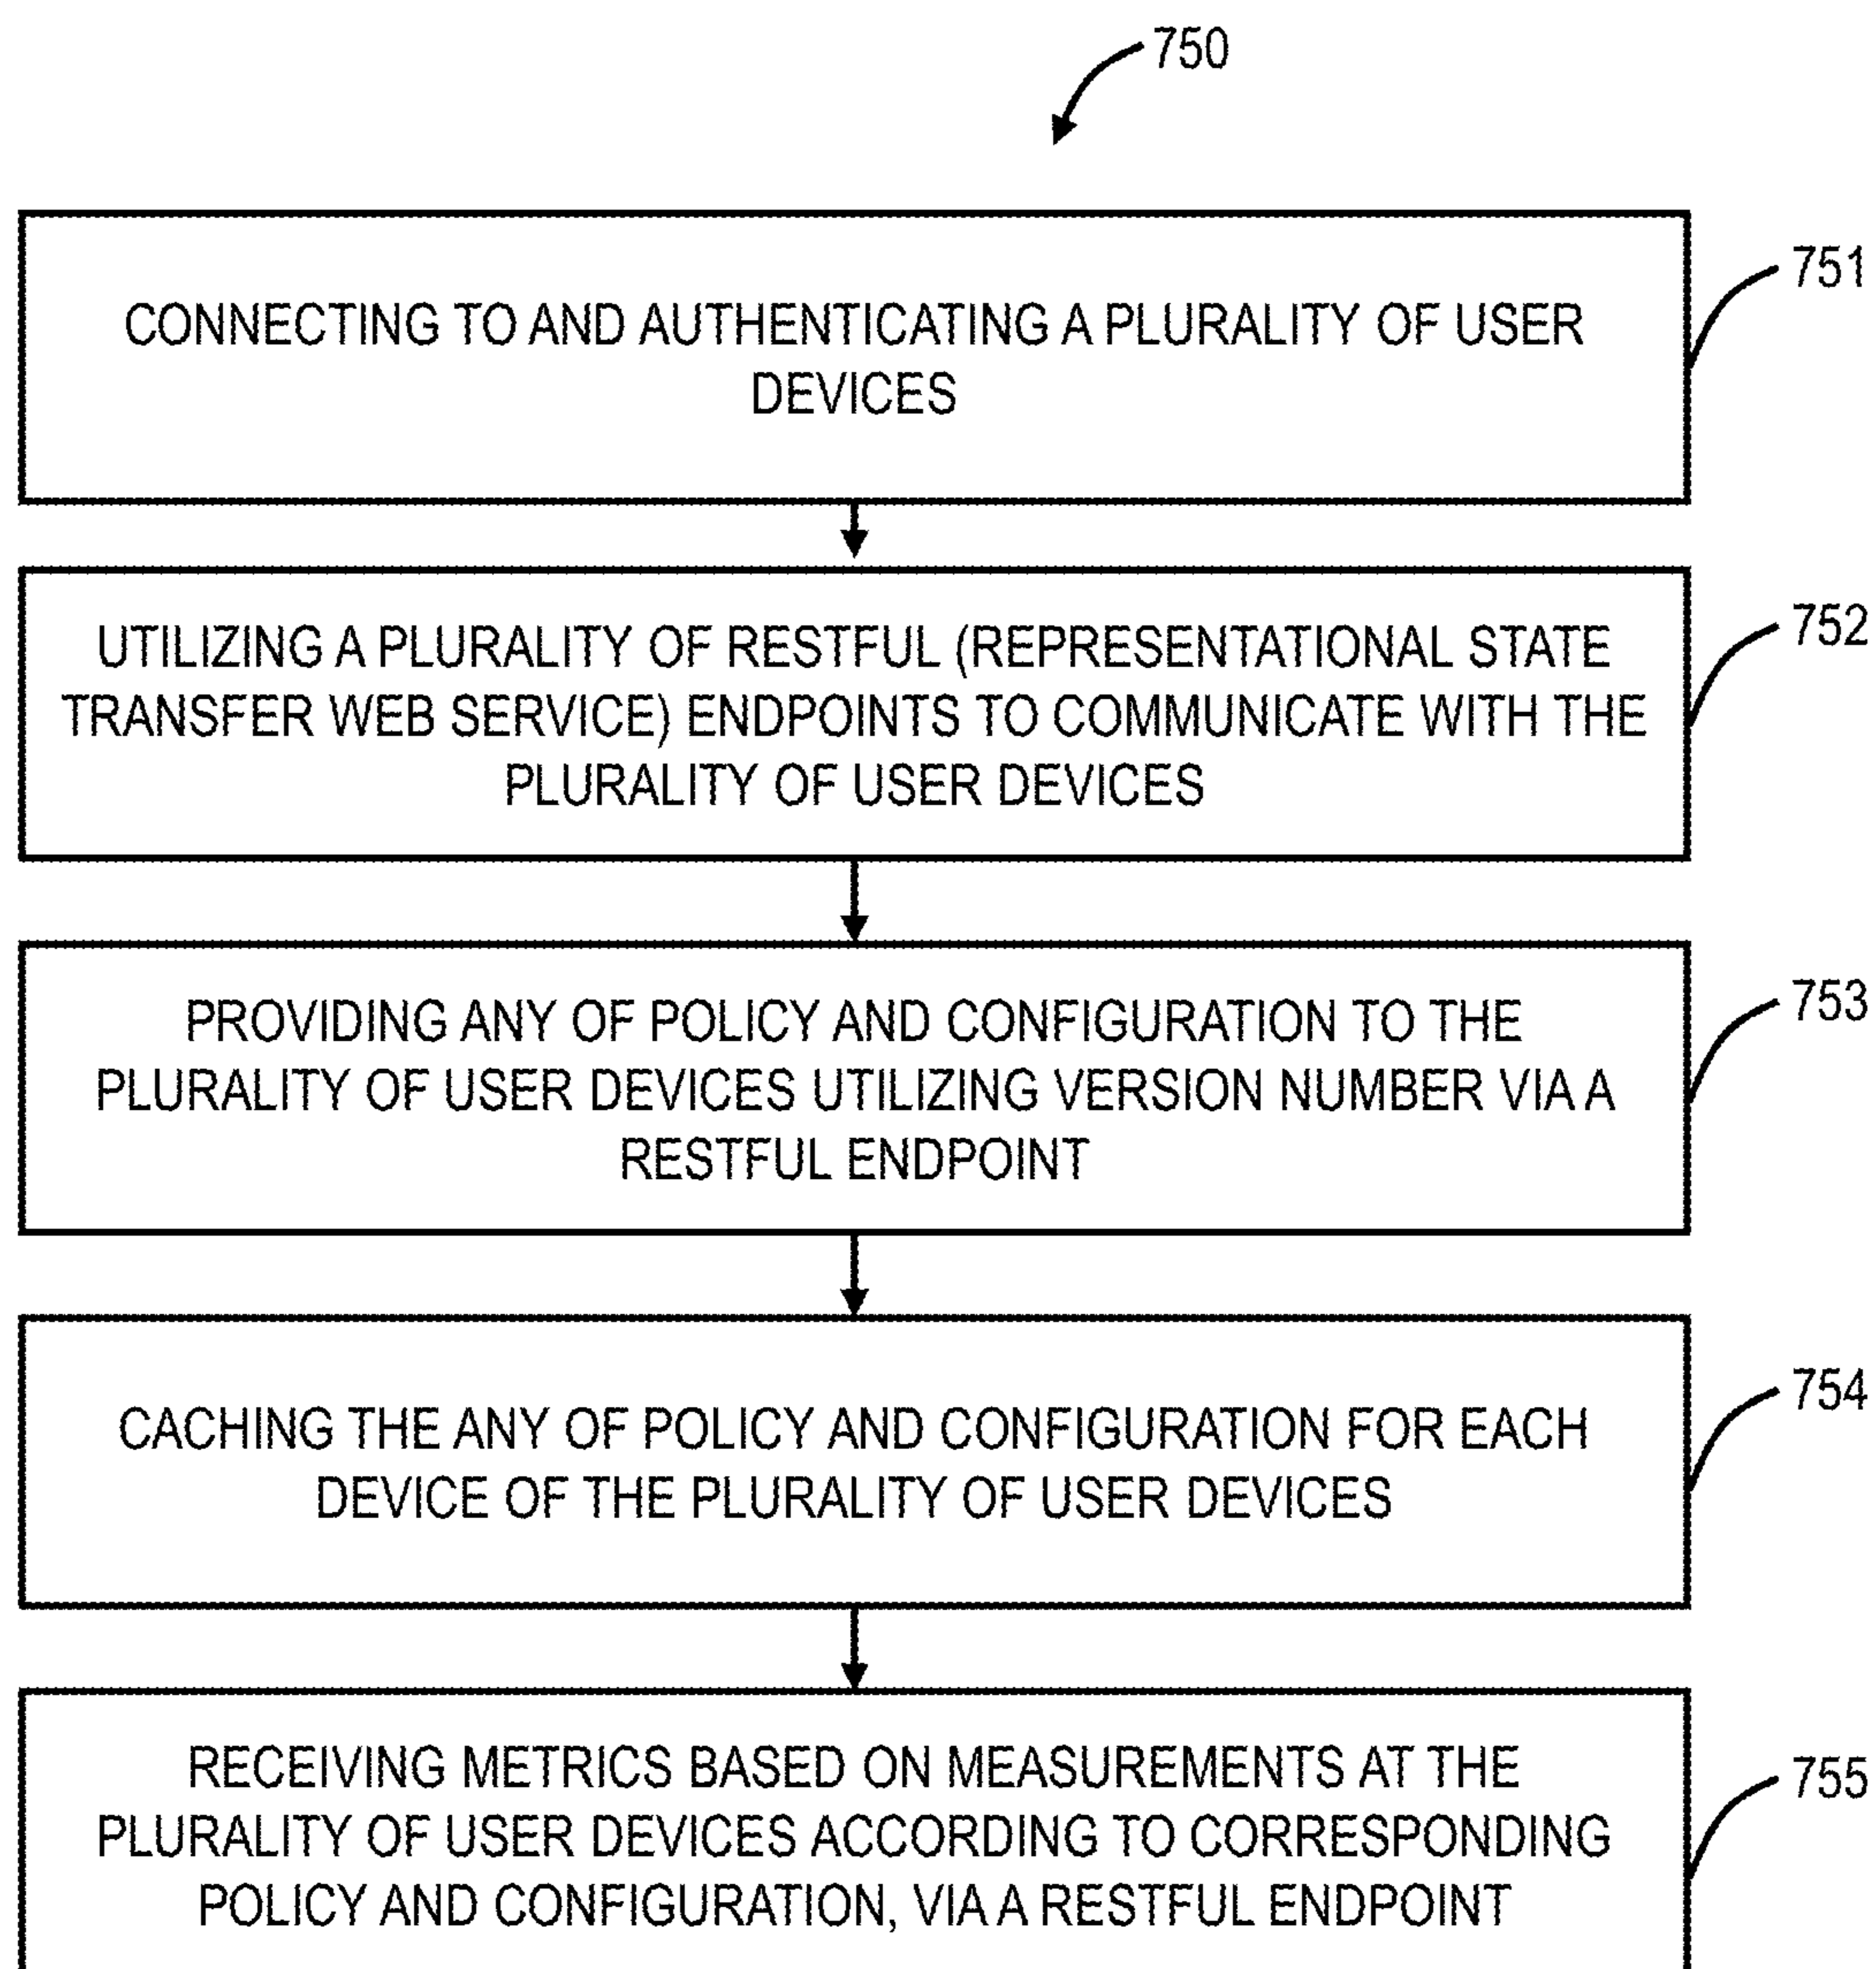 750
CONNECTING TO AND AUTHENTICATING A PLURALITY OF USER
DEVICES
751
UTILIZING A PLURALITY OF RESTFUL (REPRESENTATIONAL STATE
TRANSFER WEB SERVICE) ENDPOINTS TO COMMUNICATE WITH THE
PLURALITY OF USER DEVICES
752
PROVIDING ANY OF POLICY AND CONFIGURATION TO THE
PLURALITY OF USER DEVICES UTILIZING VERSION NUMBER VIA A
RESTFUL ENDPOINT
753
CACHING THE ANY OF POLICY AND CONFIGURATION FOR EACH
DEVICE OF THE PLURALITY OF USER DEVICES
754
RECEIVING METRICS BASED ON MEASUREMENTS AT THE
PLURALITY OF USER DEVICES ACCORDING TO CORRESPONDING
POLICY AND CONFIGURATION, VIA A RESTFUL ENDPOINT
755